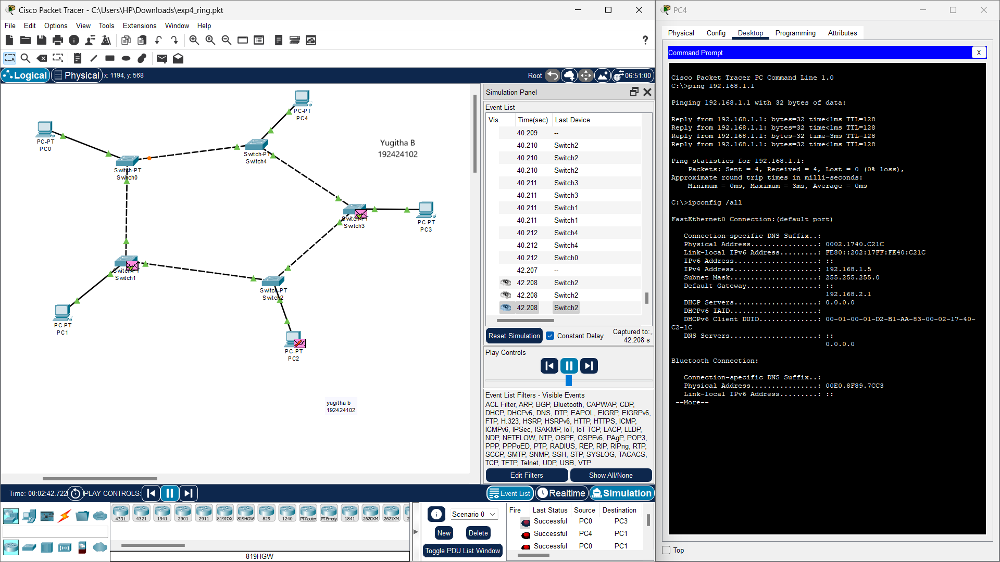 Cisco Packet Tracer - C:\Users\HP\Downloads\exp4_ring.pkt
File Edit Options View Tools Extensions Window Help
Logical Physical x: 1194, y: 568 Root 06:51:00
PC-PT
PC4
PC-PT
PC0
Switch-PT
Switch4
Yugitha B
192424102
Switch-PT
Switch0
Switch-PT
Switch3
PC-PT
PC3
Switch-PT
Switch1
Switch-PT
Switch2
PC-PT
PC1
PC-PT
PC2
yugitha b
192424102
Simulation Panel
Event List
Vis. Time(sec) Last Device
40.209 --
40.210 Switch2
40.210 Switch2
40.210 Switch2
40.211 Switch3
40.211 Switch3
40.211 Switch1
40.211 Switch1
40.212 Switch4
40.212 Switch4
40.212 Switch0
42.207 --
42.208 Switch2
42.208 Switch2
42.208 Switch2
Reset Simulation Constant Delay Captured to:
42.208 s
Play Controls
Event List Filters - Visible Events
ACL Filter, ARP, BGP, Bluetooth, CAPWAP, CDP,
DHCP, DHCPv6, DNS, DTP, EAPOL, EIGRP, EIGRPv6,
FTP, H.323, HSRP, HSRPv6, HTTP, HTTPS, ICMP,
ICMPv6, IPSec, ISAKMP, IoT, IoT TCP, LACP, LLDP,
NDP, NETFLOW, NTP, OSPF, OSPFv6, PAgP, POP3,
PPP, PPPoED, PTP, RADIUS, REP, RIP, RIPng, RTP,
SCCP, SMTP, SNMP, SSH, STP, SYSLOG, TACACS,
TCP, TFTP, Telnet, UDP, USB, VTP
Edit Filters Show All/None
Time: 00:02:42.722 PLAY CONTROLS: Event List Realtime Simulation
4331 4321 1941 2901 2911 819IOX 819HGW 829 1240 PT-Router PT-Empty 1841 2620XM 2621XM 2
819HGW
Scenario 0
New Delete
Toggle PDU List Window
Fire Last Status Source Destination
Successful PC0 PC3
Successful PC4 PC1
Successful PC0 PC1
PC4
Physical Config Desktop Programming Attributes
Command Prompt X
Cisco Packet Tracer PC Command Line 1.0
C:\>ping 192.168.1.1
Pinging 192.168.1.1 with 32 bytes of data:
Reply from 192.168.1.1: bytes=32 time<1ms TTL=128
Reply from 192.168.1.1: bytes=32 time<1ms TTL=128
Reply from 192.168.1.1: bytes=32 time=3ms TTL=128
Reply from 192.168.1.1: bytes=32 time<1ms TTL=128
Ping statistics for 192.168.1.1:
Packets: Sent = 4, Received = 4, Lost = 0 (0% loss),
Approximate round trip times in milli-seconds:
Minimum = 0ms, Maximum = 3ms, Average = 0ms
C:\>ipconfig /all
FastEthernet0 Connection:(default port)
Connection-specific DNS Suffix..:
Physical Address................: 0002.1740.C21C
Link-local IPv6 Address.........: FE80::202:17FF:FE40:C21C
IPv6 Address....................: ::
IPv4 Address....................: 192.168.1.5
Subnet Mask.....................: 255.255.255.0
Default Gateway.................: ::
192.168.2.1
DHCP Servers....................: 0.0.0.0
DHCPv6 IAID.....................:
DHCPv6 Client DUID..............: 00-01-00-01-D2-B1-AA-83-00-02-17-40-
C2-1C
DNS Servers.....................: ::
0.0.0.0
Bluetooth Connection:
Connection-specific DNS Suffix..:
Physical Address................: 00E0.8F89.7CC3
Link-local IPv6 Address.........: ::
--More--
Top